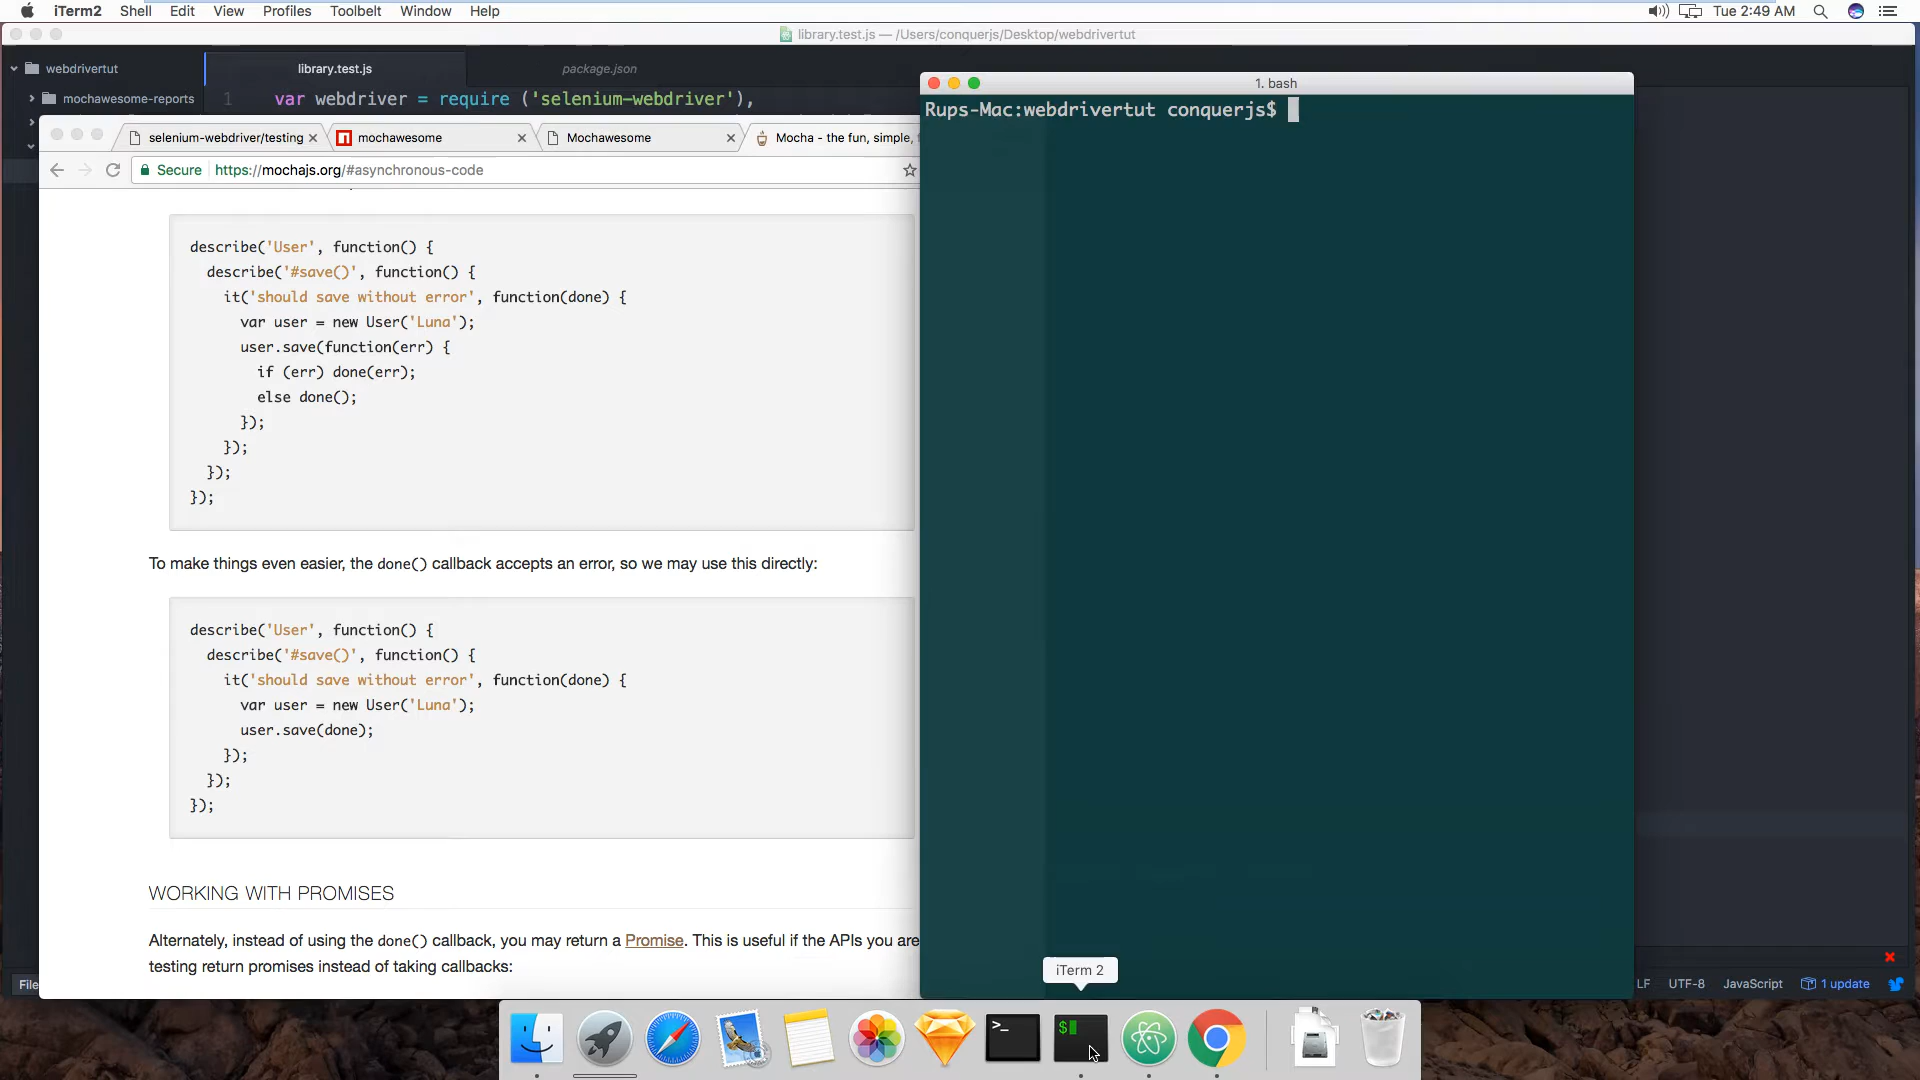 iTerm2 Shell Edit View Profiles Toolbelt Window Help Tue 2:49 AM
library.test.js — /Users/conquerjs/Desktop/webdrivertut
webdrivertut library.test.js package.json
mochawesome-reports 1 var webdriver = require ('selenium-webdriver'),
1. bash
Rups-Mac:webdrivertut conquerjs$
selenium-webdriver/testing mochawesome Mochawesome Mocha - the fun, simple,
Secure https://mochajs.org/#asynchronous-code
describe('User', function() {
describe('#save()', function() {
it('should save without error', function(done) {
var user = new User('Luna');
user.save(function(err) {
if (err) done(err);
else done();
});
});
});
});
To make things even easier, the done() callback accepts an error, so we may use this directly:
describe('User', function() {
describe('#save()', function() {
it('should save without error', function(done) {
var user = new User('Luna');
user.save(done);
});
});
});
WORKING WITH PROMISES
Alternately, instead of using the done() callback, you may return a Promise. This is useful if the APIs you are
testing return promises instead of taking callbacks:
iTerm 2
File LF UTF-8 JavaScript 1 update
>_
$